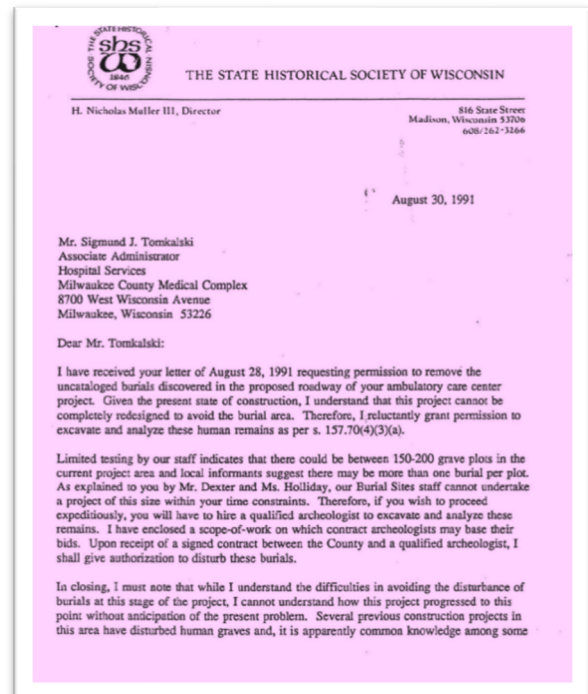 STATE HISTORICAL SOCIETY OF WISCONSIN
shs
W
1846
THE STATE HISTORICAL SOCIETY OF WISCONSIN
H. Nicholas Muller III, Director
816 State Street
Madison, Wisconsin 53706
608/262-3266
August 30, 1991
Mr. Sigmund J. Tomkalski
Associate Administrator
Hospital Services
Milwaukee County Medical Complex
8700 West Wisconsin Avenue
Milwaukee, Wisconsin 53226
Dear Mr. Tomkalski:
I have received your letter of August 28, 1991 requesting permission to remove the
uncataloged burials discovered in the proposed roadway of your ambulatory care center
project. Given the present state of construction, I understand that this project cannot be
completely redesigned to avoid the burial area. Therefore, I reluctantly grant permission to
excavate and analyze these human remains as per s. 157.70(4)(3)(a).
Limited testing by our staff indicates that there could be between 150-200 grave plots in the
current project area and local informants suggest there may be more than one burial per plot.
As explained to you by Mr. Dexter and Ms. Holliday, our Burial Sites staff cannot undertake
a project of this size within your time constraints. Therefore, if you wish to proceed
expeditiously, you will have to hire a qualified archeologist to excavate and analyze these
remains. I have enclosed a scope-of-work on which contract archeologists may base their
bids. Upon receipt of a signed contract between the County and a qualified archeologist, I
shall give authorization to disturb these burials.
In closing, I must note that while I understand the difficulties in avoiding the disturbance of
burials at this stage of the project, I cannot understand how this project progressed to this
point without anticipation of the present problem. Several previous construction projects in
this area have disturbed human graves and, it is apparently common knowledge among some